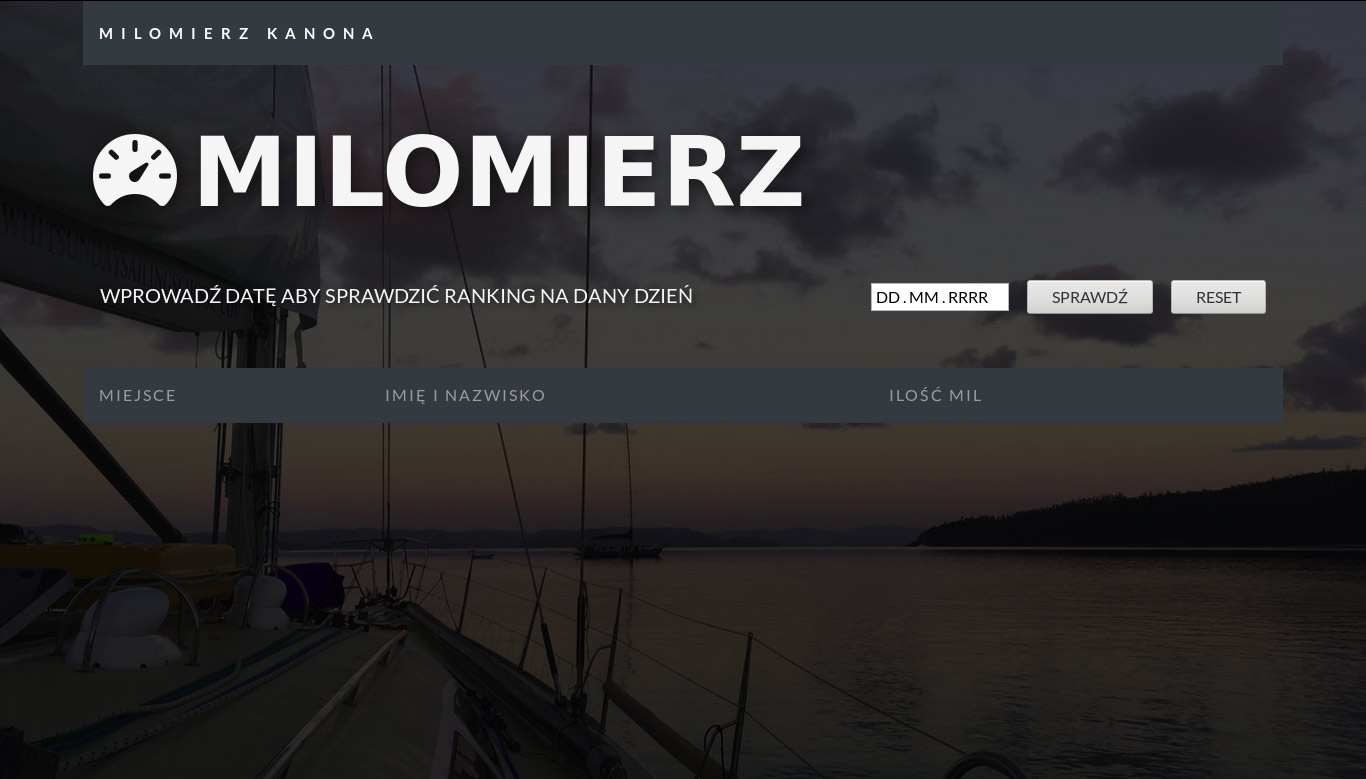 MILOMIERZ KANONA
MILOMIERZ
WPROWADŹ DATĘ ABY SPRAWDZIĆ RANKING NA DANY DZIEŃ
DD.MM.RRRR
SPRAWDŹ
RESET
MIEJSCE
IMIĘ I NAZWISKO
ILOŚĆ MIL